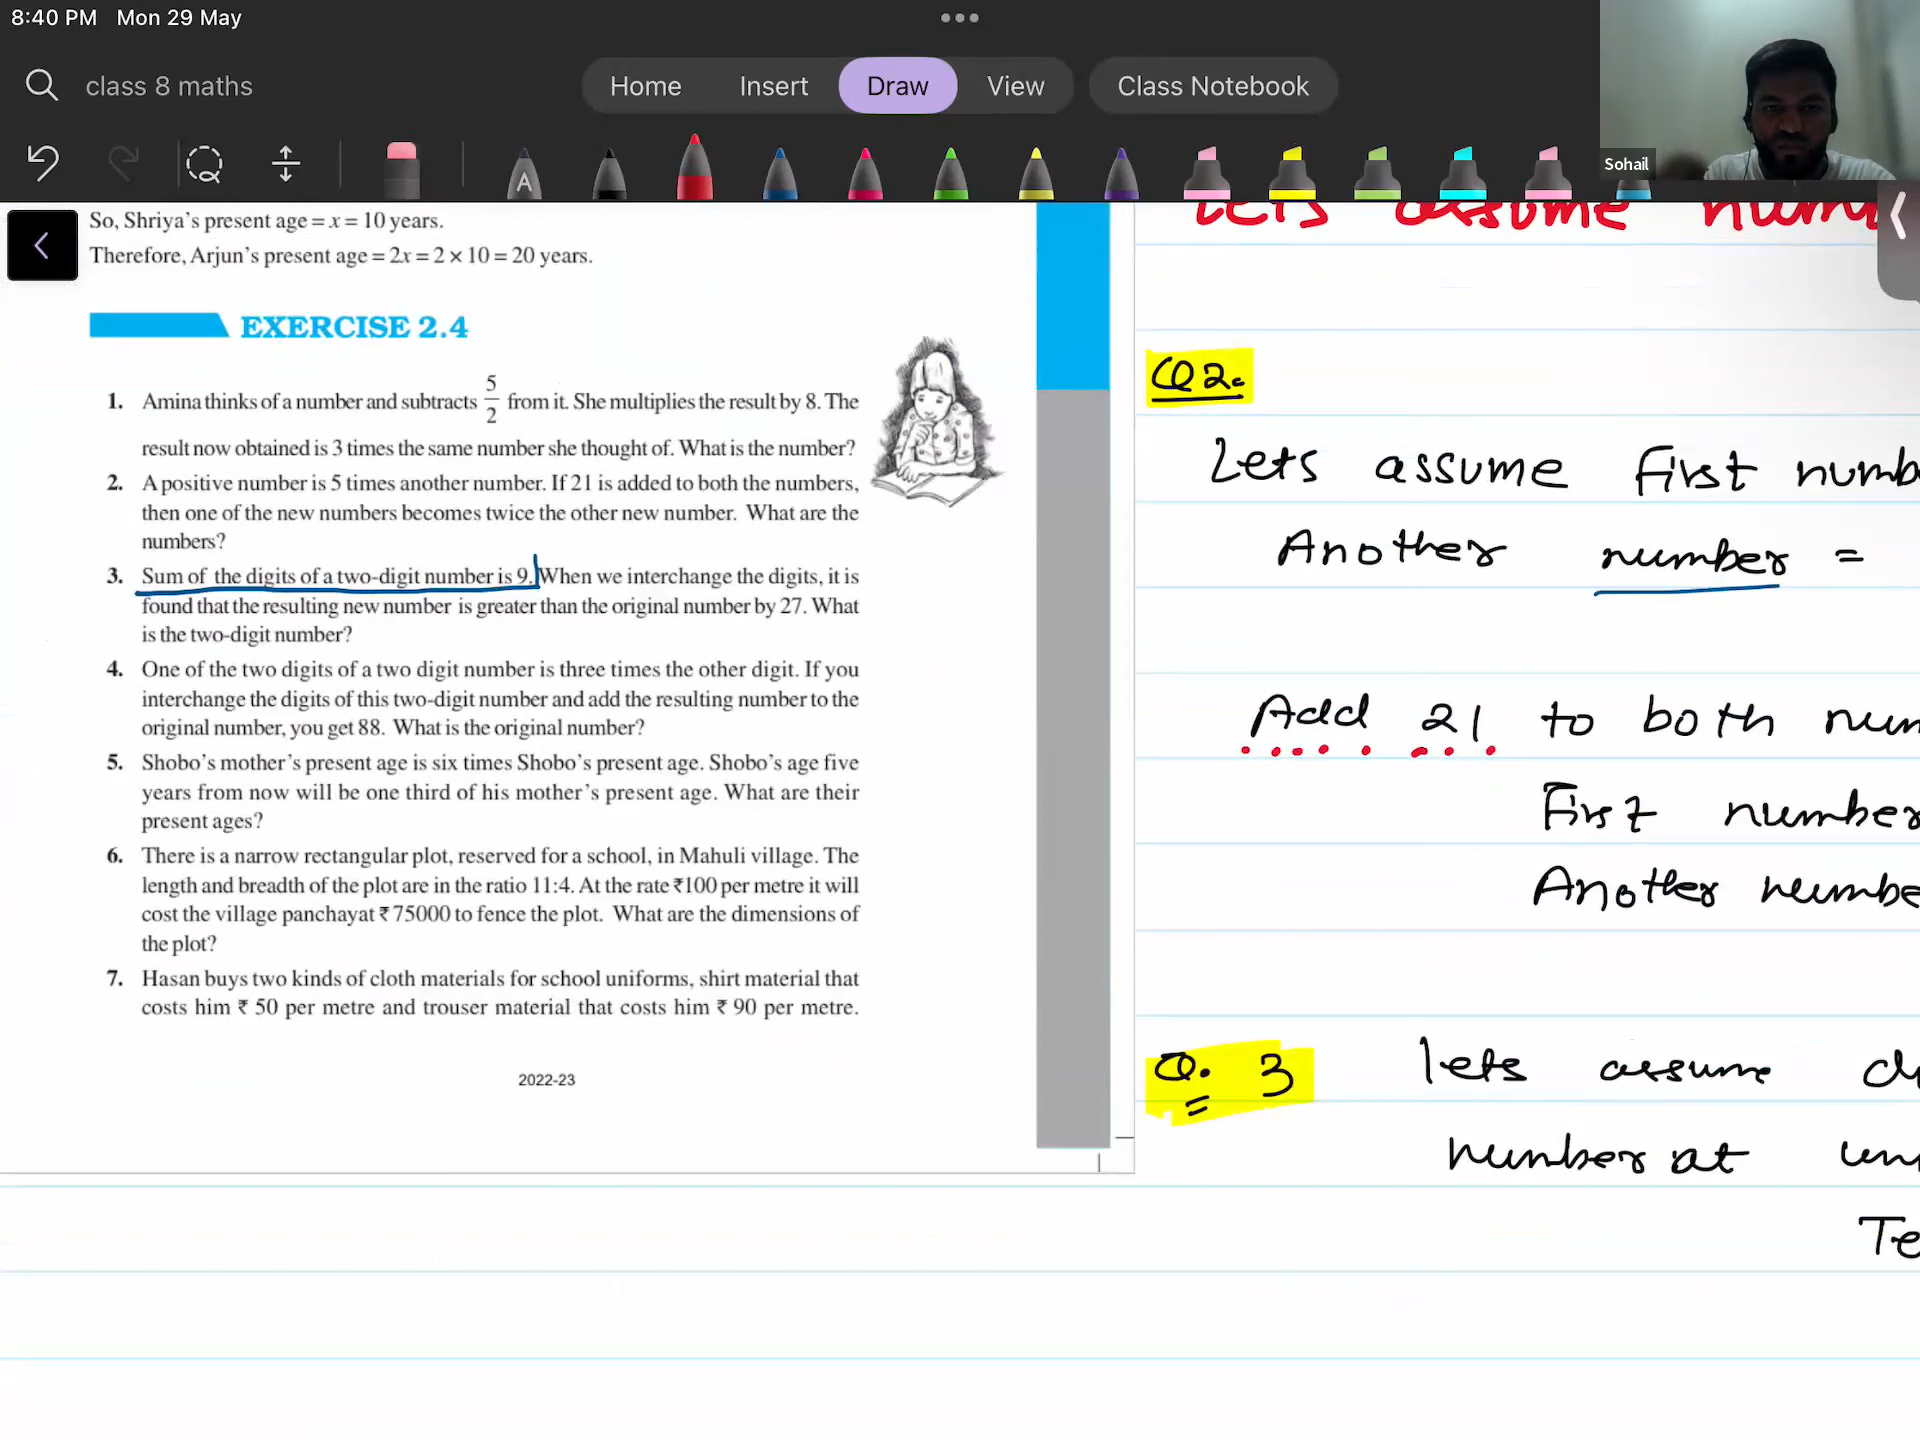 8:40 PM Mon 29 May
class 8 maths
Home Insert Draw View Class Notebook
A
Sohail
So, Shriya's present age = x = 10 years.
Therefore, Arjun's present age = 2x = 2 × 10 = 20 years.
EXERCISE 2.4
1. Amina thinks of a number and subtracts 5/2 from it. She multiplies the result by 8. The
result now obtained is 3 times the same number she thought of. What is the number?
2. A positive number is 5 times another number. If 21 is added to both the numbers,
then one of the new numbers becomes twice the other new number. What are the
numbers?
3. Sum of the digits of a two-digit number is 9. When we interchange the digits, it is
found that the resulting new number is greater than the original number by 27. What
is the two-digit number?
4. One of the two digits of a two digit number is three times the other digit. If you
interchange the digits of this two-digit number and add the resulting number to the
original number, you get 88. What is the original number?
5. Shobo's mother's present age is six times Shobo's present age. Shobo's age five
years from now will be one third of his mother's present age. What are their
present ages?
6. There is a narrow rectangular plot, reserved for a school, in Mahuli village. The
length and breadth of the plot are in the ratio 11:4. At the rate ₹100 per metre it will
cost the village panchayat ₹75000 to fence the plot. What are the dimensions of
the plot?
7. Hasan buys two kinds of cloth materials for school uniforms, shirt material that
costs him ₹ 50 per metre and trouser material that costs him ₹ 90 per metre.
2022-23
Lets assume num
Q2.
Lets assume First numb
Another number =
Add 21 to both num
First number
Another numbe
Q. 3 lets assume
number at un
Te